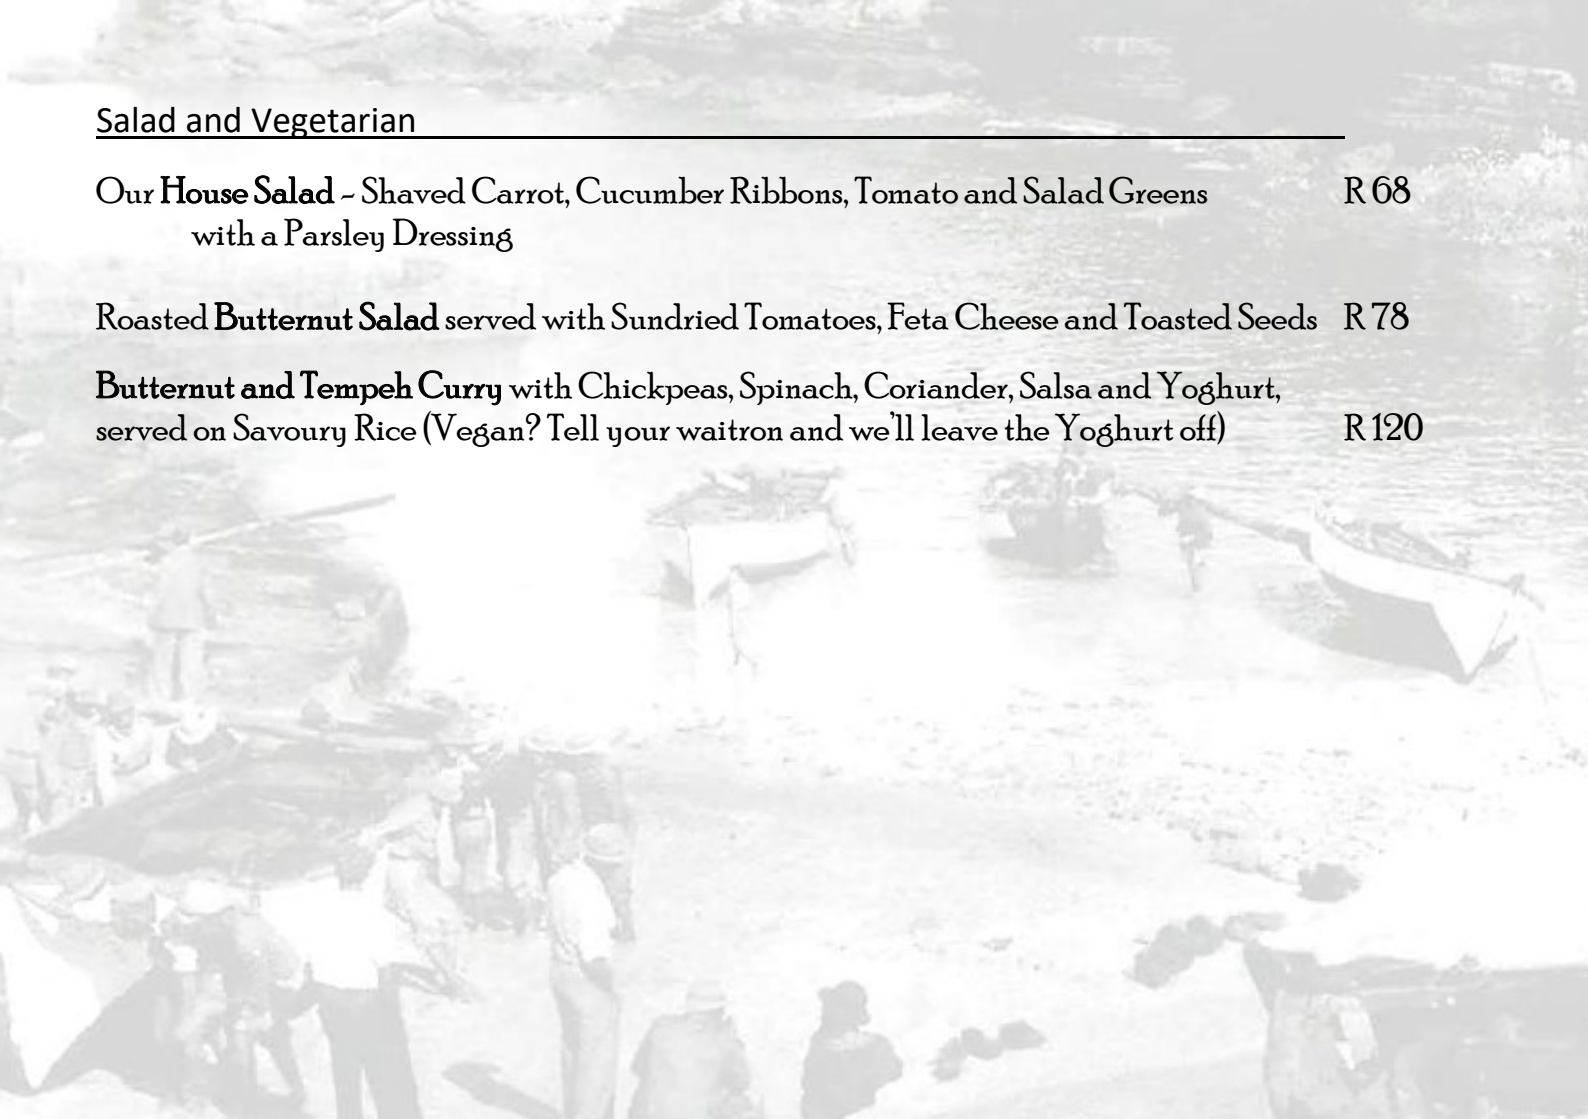 Salad and Vegetarian
Our House Salad – Shaved Carrot, Cucumber Ribbons, Tomato and Salad Greens R 68
with a Parsley Dressing
Roasted Butternut Salad served with Sundried Tomatoes, Feta Cheese and Toasted Seeds R 78
Butternut and Tempeh Curry with Chickpeas, Spinach, Coriander, Salsa and Yoghurt,
served on Savoury Rice (Vegan? Tell your waitron and we’ll leave the Yoghurt off) R 120